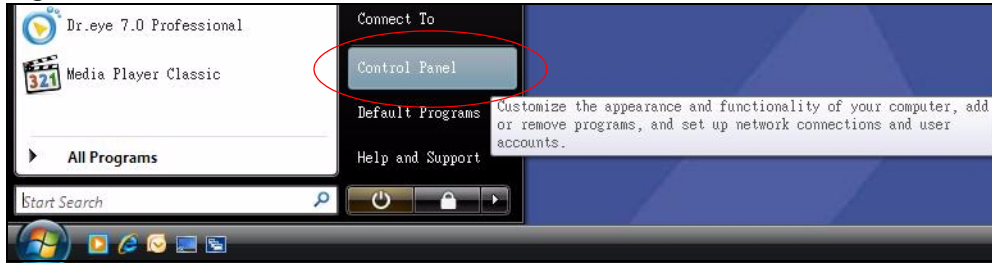 Dr.eye 7.0 Professional
321
Media Player Classic
All Programs
Start Search
Connect To
Control Panel
Default Programs
Help and Support
Customize the appearance and functionality of your computer, add
or remove programs, and set up network connections and user
accounts.